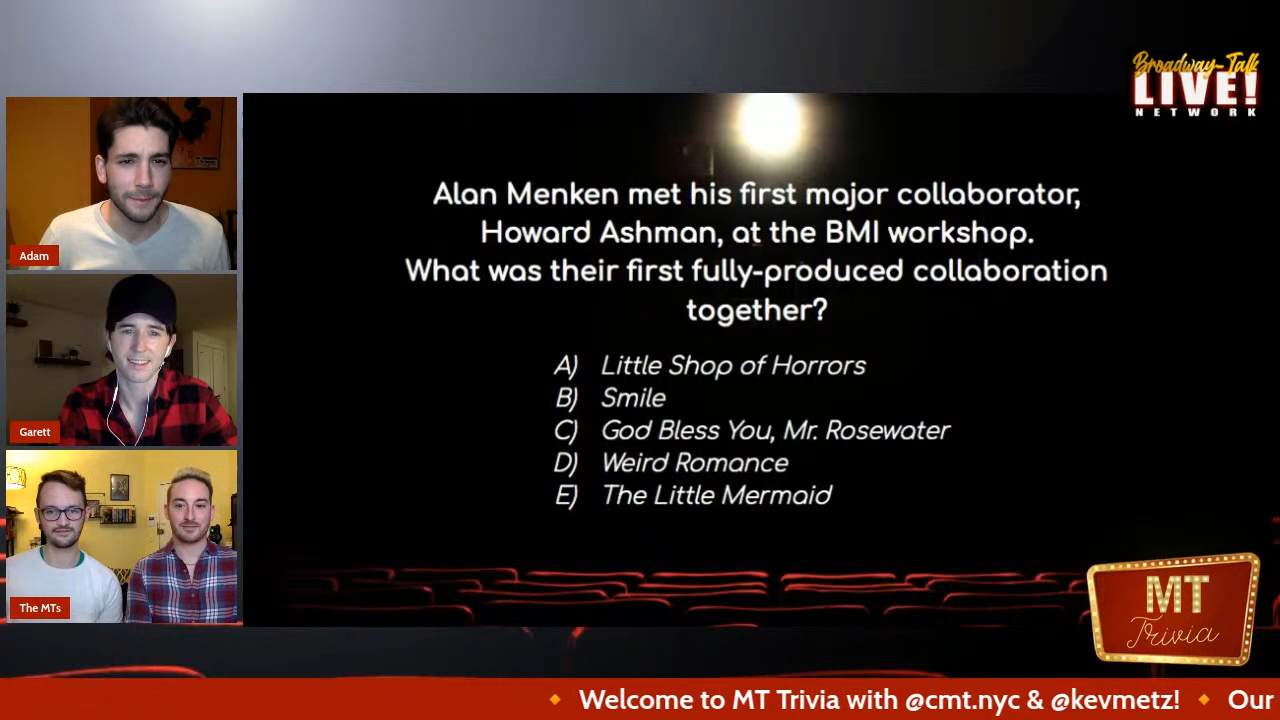 Broadway-Talk
LIVE!
NETWORK
Alan Menken met his first major collaborator,
Howard Ashman, at the BMI workshop.
What was their first fully-produced collaboration
together?
A) Little Shop of Horrors
B) Smile
C) God Bless You, Mr. Rosewater
D) Weird Romance
E) The Little Mermaid
Adam
Garett
The MTs
MT
Trivia
Welcome to MT Trivia with @cmt.nyc & @kevmetz! Our